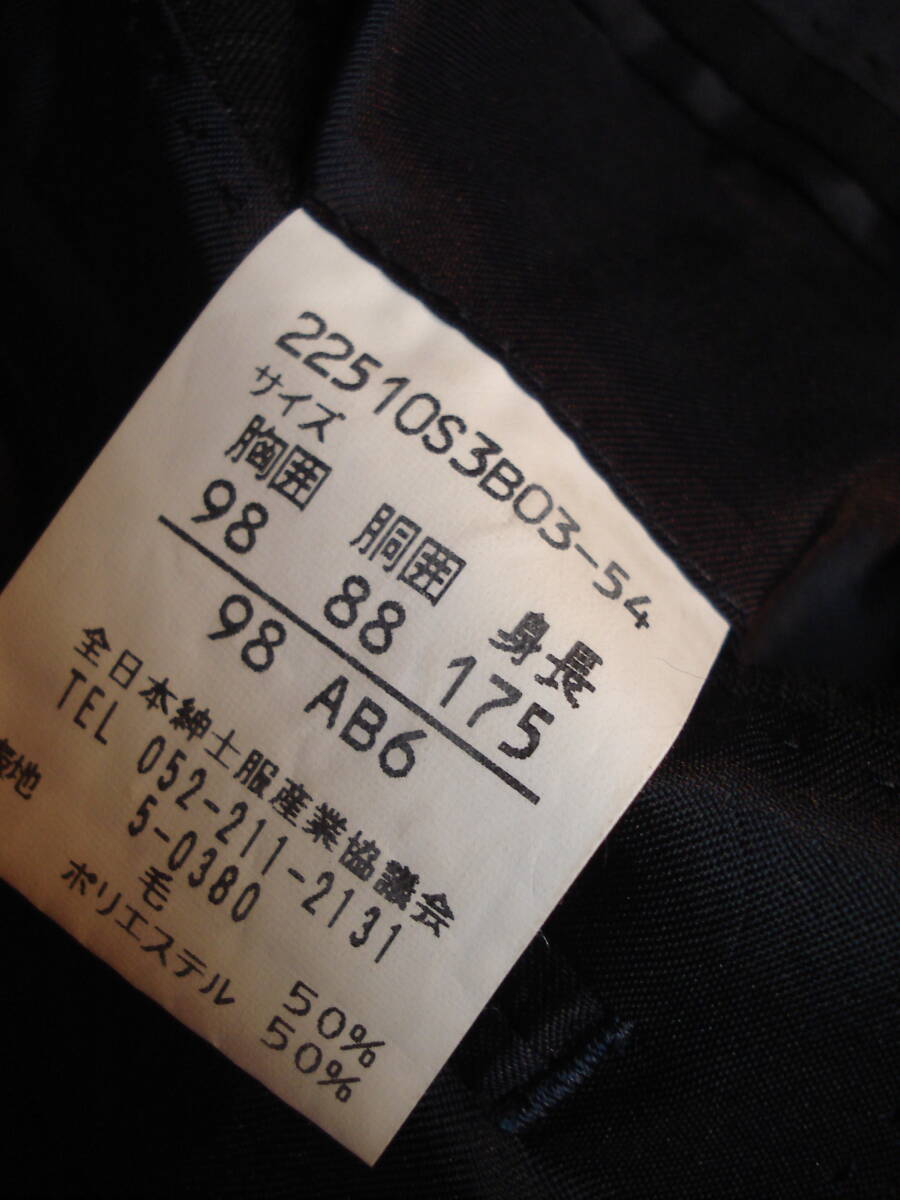 22510S3B03-54
サイズ
胸囲 胴囲 身長
98 88 175
98 AB6
全日本紳士服産業協議会
TEL 052-211-2131
5-0380
地 毛 50%
ポリエステル 50%